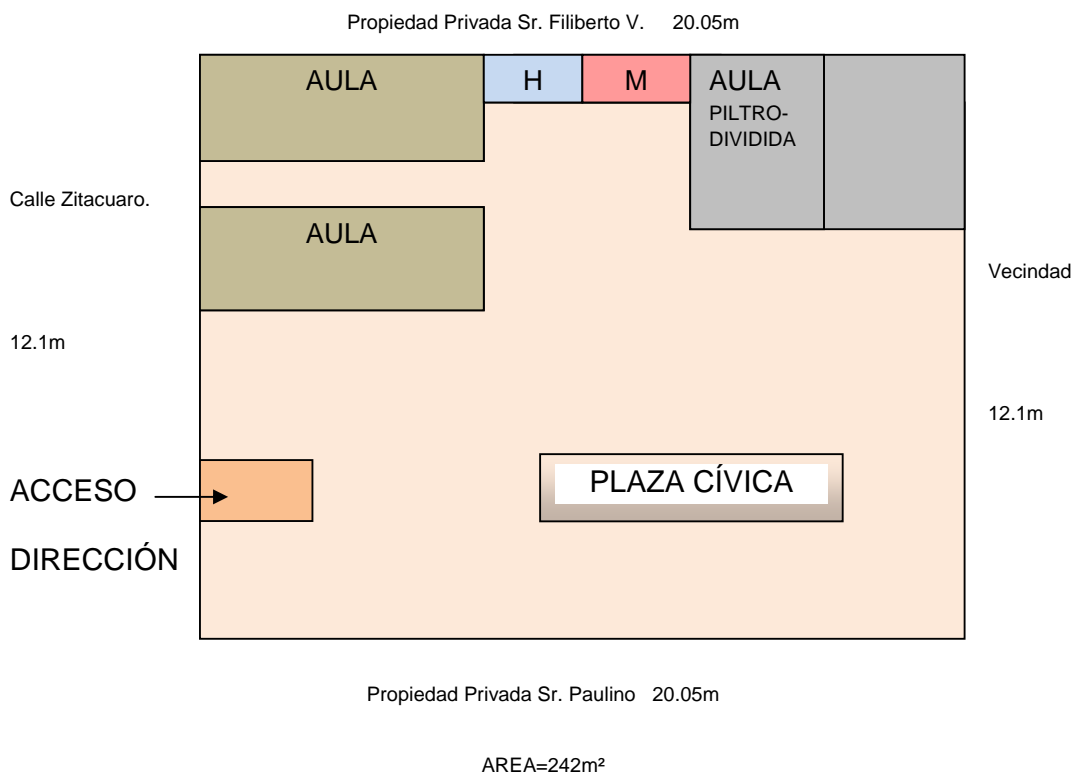 Propiedad Privada Sr. Filiberto V. 20.05m
AULA
H
M
AULA
PILTRO-
DIVIDIDA
Calle Zitacuaro.
AULA
Vecindad
12.1m
12.1m
ACCESO
PLAZA CÍVICA
DIRECCIÓN
Propiedad Privada Sr. Paulino 20.05m
AREA=242m²